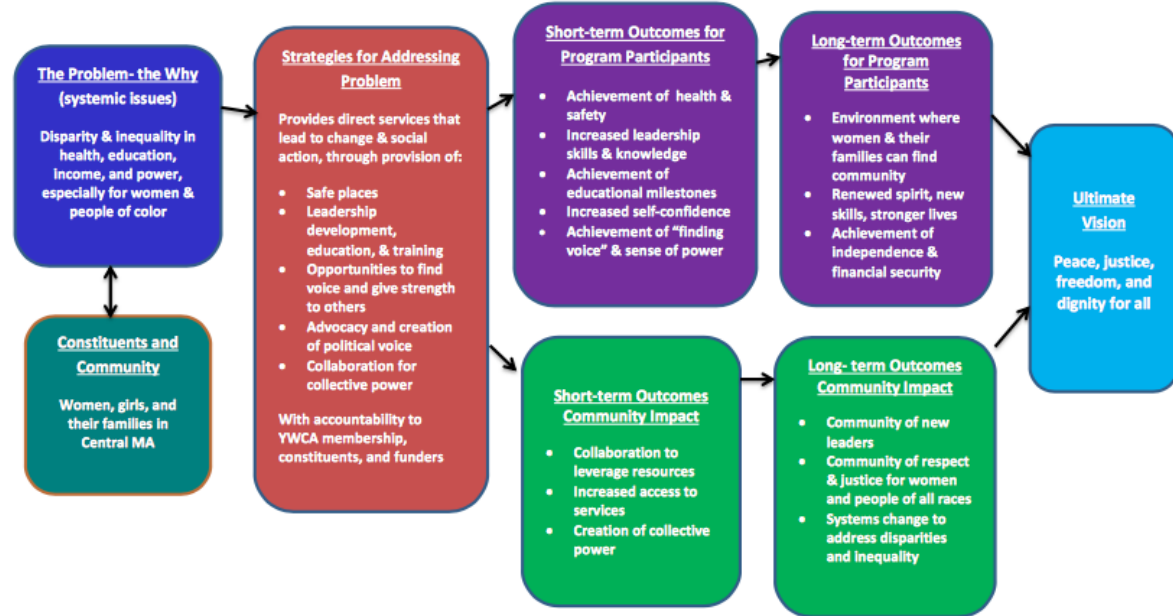 The Problem- the Why
(systemic issues)
Disparity & inequality in
health, education,
income, and power,
especially for women &
people of color
Constituents and
Community
Women, girls, and
their families in
Central MA
Strategies for Addressing
Problem
Provides direct services that
lead to change & social
action, through provision of:
• Safe places
• Leadership
development,
education, & training
• Opportunities to find
voice and give strength
to others
• Advocacy and creation
of political voice
• Collaboration for
collective power
With accountability to
YWCA membership,
constituents, and funders
Short-term Outcomes for
Program Participants
• Achievement of health &
safety
• Increased leadership
skills & knowledge
• Achievement of
educational milestones
• Increased self-confidence
• Achievement of “finding
voice” & sense of power
Long-term Outcomes
for Program
Participants
• Environment where
women & their
families can find
community
• Renewed spirit, new
skills, stronger lives
• Achievement of
independence &
financial security
Short-term Outcomes
Community Impact
• Collaboration to
leverage resources
• Increased access to
services
• Creation of collective
power
Long- term Outcomes
Community Impact
• Community of new
leaders
• Community of respect
& justice for women
and people of all races
• Systems change to
address disparities
and inequality
Ultimate
Vision
Peace, justice,
freedom, and
dignity for all